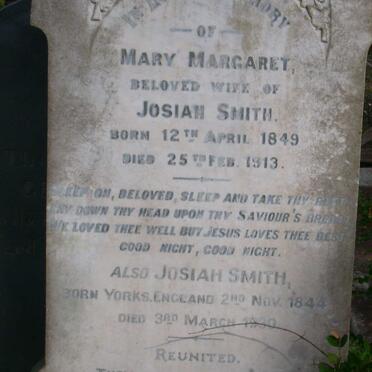 IN MEMORY
— OF —
MARY MARGARET,
BELOVED WIFE OF
JOSIAH SMITH.
BORN 12TH APRIL 1849
DIED 25TH FEB. 1913.
SLEEP ON, BELOVED, SLEEP AND TAKE THY REST
LAY DOWN THY HEAD UPON THY SAVIOUR'S BREAST
WE LOVED THEE WELL BUT JESUS LOVES THEE BEST
GOOD NIGHT, GOOD NIGHT.
ALSO JOSIAH SMITH,
BORN YORKS. ENGLAND 2ND NOV. 1844
DIED 3RD MARCH
REUNITED.